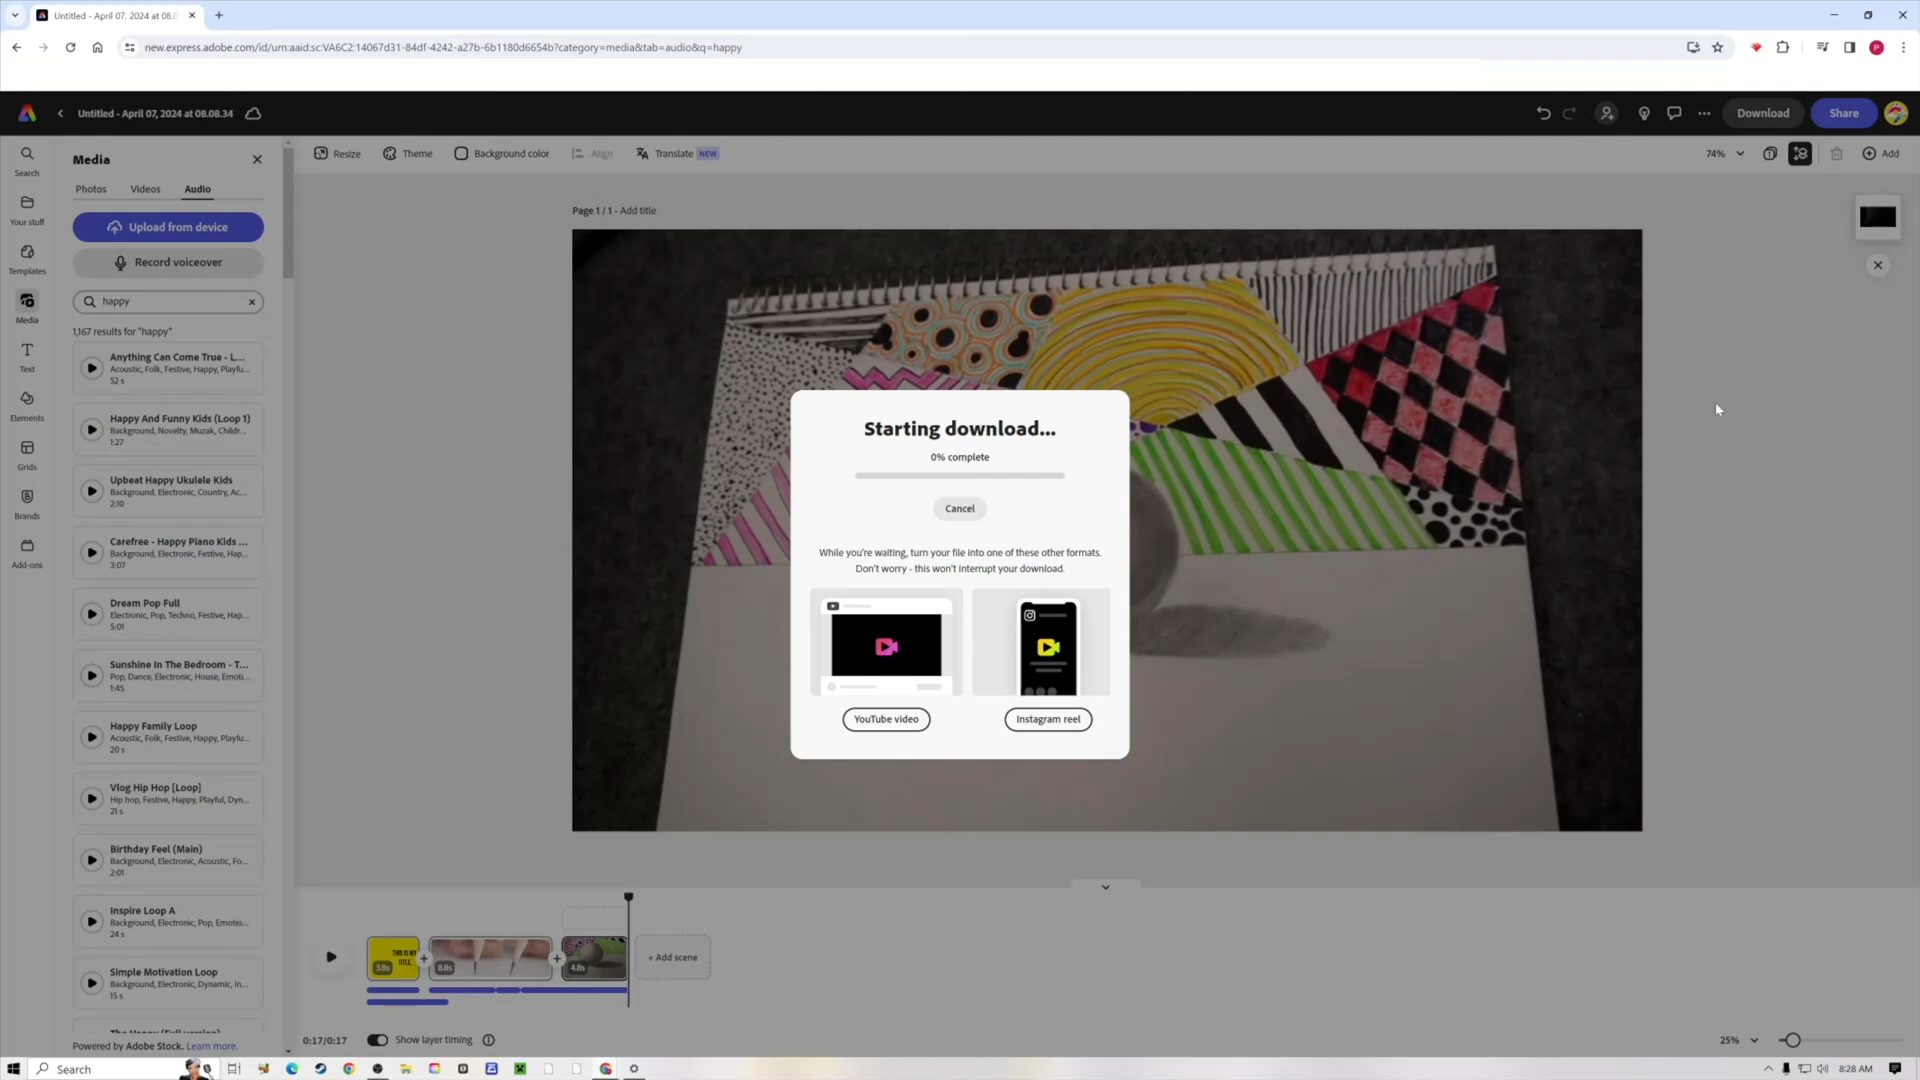 Untitled - April 07, 2024 at 08.0
new.express.adobe.com/id/urn:aaid:sc:VA6C2:14067d31-84df-4242-a27b-6b1180d6654b?category=media&tab=audio&q=happy
P
Untitled - April 07, 2024 at 08.08.34
Download
Share
Search
Your stuff
Templates
Media
Text
Elements
Grids
Brands
Add-ons
Media
Photos
Videos
Audio
Upload from device
Record voiceover
happy
1,167 results for "happy"
Anything Can Come True - L...
Acoustic, Folk, Festive, Happy, Playfu...
52 s
Happy And Funny Kids (Loop 1)
Background, Novelty, Muzak, Childr...
1:27
Upbeat Happy Ukulele Kids
Background, Electronic, Country, Ac...
2:10
Carefree - Happy Piano Kids ...
Background, Electronic, Festive, Hap...
3:07
Dream Pop Full
Electronic, Pop, Techno, Festive, Hap...
5:01
Sunshine In The Bedroom - T...
Pop, Dance, Electronic, House, Emoti...
1:45
Happy Family Loop
Acoustic, Folk, Festive, Happy, Playfu...
20 s
Vlog Hip Hop [Loop]
Hip hop, Festive, Happy, Playful, Dyn...
21 s
Birthday Feel (Main)
Background, Electronic, Acoustic, Fo...
2:01
Inspire Loop A
Background, Electronic, Pop, Emotio...
24 s
Simple Motivation Loop
Background, Electronic, Dynamic, In...
15 s
Powered by Adobe Stock. Learn more.
Resize
Theme
Background color
Align
Translate NEW
74%
Add
Page 1 / 1 - Add title
Starting download...
0% complete
Cancel
While you're waiting, turn your file into one of these other formats.
Don't worry - this won't interrupt your download.
YouTube video
Instagram reel
THIS IS MY
TITLE.
3.8s
8.8s
4.8s
+ Add scene
0:17/0:17
Show layer timing
25%
Search
8:28 AM